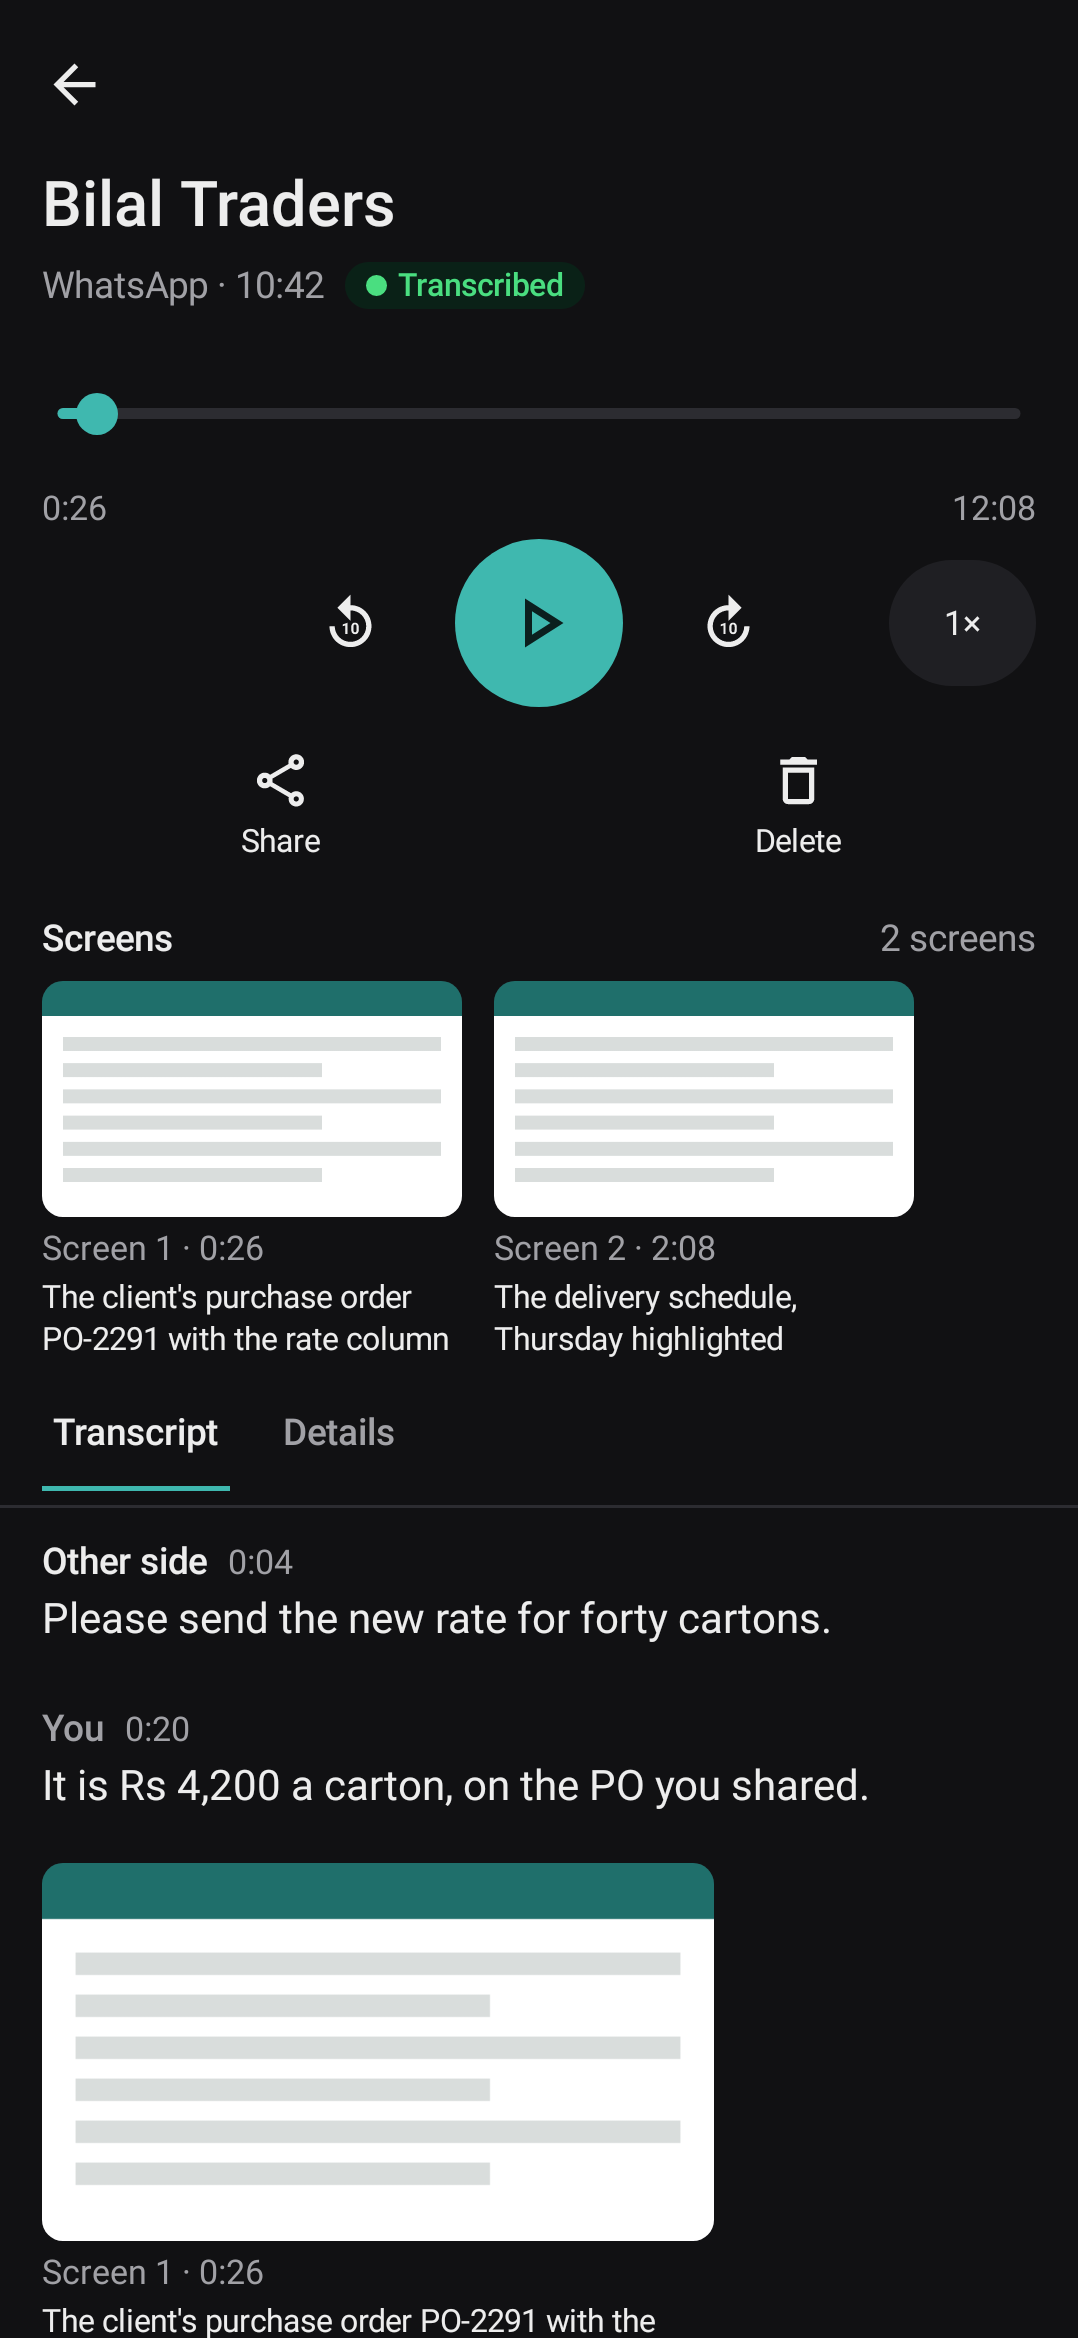 Bilal Traders
WhatsApp · 10:42
Transcribed
0:26
12:08
10
10
1×
Share
Delete
Screens
2 screens
Screen 1 · 0:26
The client's purchase order
PO-2291 with the rate column
Screen 2 · 2:08
The delivery schedule,
Thursday highlighted
Transcript
Details
Other side 0:04
Please send the new rate for forty cartons.
You 0:20
It is Rs 4,200 a carton, on the PO you shared.
Screen 1 · 0:26
The client's purchase order PO-2291 with the